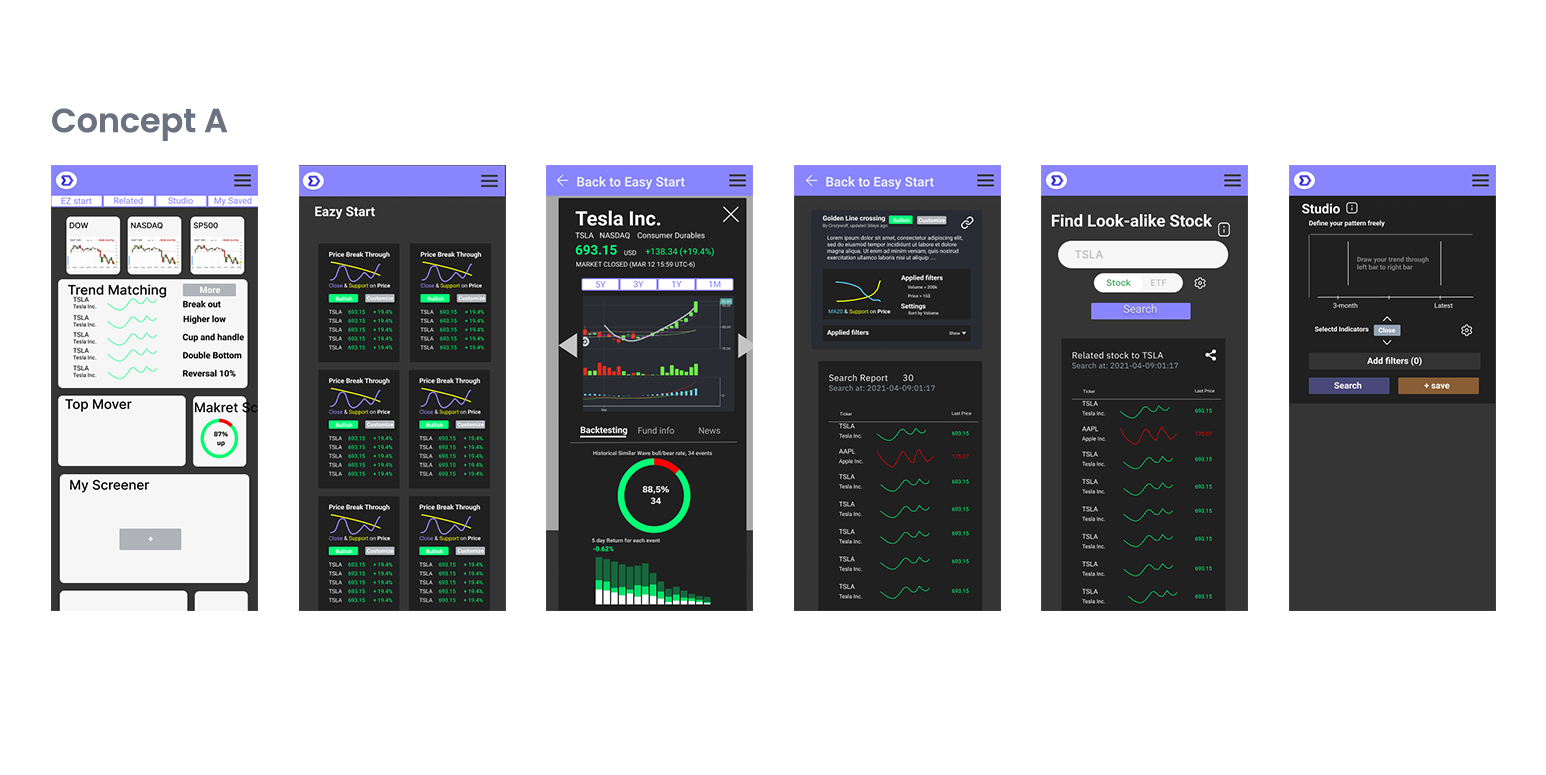 Concept A
EZ start
Related
Studio
My Saved
DOW
NASDAQ
SP500
Trend Matching
More
TSLA
Tesla Inc.
Break out
TSLA
Tesla Inc.
Higher low
TSLA
Tesla Inc.
Cup and handle
TSLA
Tesla Inc.
Double Bottom
TSLA
Tesla Inc.
Reversal 10%
Top Mover
Makret Sc
87%
up
My Screener
+
Eazy Start
Price Break Through
Close & Support on Price
Bullish
Customize
TSLA 693.15 + 19.4%
TSLA 693.15 + 19.4%
TSLA 693.15 + 19.4%
TSLA 693.15 + 19.4%
TSLA 693.15 + 19.4%
Price Break Through
Close & Support on Price
Bullish
Customize
TSLA 693.15 + 19.4%
TSLA 693.15 + 19.4%
TSLA 693.15 + 19.4%
TSLA 693.15 + 19.4%
TSLA 693.15 + 19.4%
Price Break Through
Close & Support on Price
Bullish
Customize
TSLA 693.15 + 19.4%
TSLA 693.15 + 19.4%
TSLA 693.15 + 19.4%
TSLA 693.15 + 19.4%
TSLA 693.15 + 19.4%
Price Break Through
Close & Support on Price
Bullish
Customize
TSLA 693.15 + 19.4%
TSLA 693.15 + 19.4%
TSLA 693.15 + 19.4%
TSLA 693.15 + 19.4%
TSLA 693.15 + 19.4%
Price Break Through
Close & Support on Price
Bullish
Customize
TSLA 693.15 + 19.4%
TSLA 693.15 + 19.4%
TSLA 693.15 + 19.4%
TSLA 693.15 + 19.4%
Price Break Through
Close & Support on Price
Bullish
Customize
TSLA 693.15 + 19.4%
TSLA 693.15 + 19.4%
TSLA 693.15 + 19.4%
TSLA 693.15 + 19.4%
Back to Easy Start
Tesla Inc.
TSLA NASDAQ Consumer Durables
693.15 USD +138.34 (+19.4%)
MARKET CLOSED (MAR 12 15:59 UTC-6)
5Y
3Y
1Y
1M
Backtesting
Fund info
News
Historical Similar Wave bull/bear rate, 34 events
88,5%
34
5 day Return for each event
-0.62%
Back to Easy Start
Golden Line crossing
Bullish
Customize
By Crazywolf, updated 3days ago
Lorem ipsum dolor sit amet, consectetur adipiscing elit,
sed do eiusmod tempor incididunt ut labore et dolore
magna aliqua. Ut enim ad minim veniam, quis nostrud
exercitation ullamco laboris nisi ut aliquip ....
Applied filters
Volume > 200k
Price > 15$
Settings
Sort by Volume
MA20 & Support on Price
Applied filters
Show
Search Report 30
Search at: 2021-04-09:01:17
Ticker
Last Price
TSLA
Tesla Inc.
693.15
AAPL
Apple Inc.
175.07
TSLA
Tesla Inc.
693.15
TSLA
Tesla Inc.
693.15
TSLA
Tesla Inc.
693.15
TSLA
Tesla Inc.
693.15
TSLA
Tesla Inc.
693.15
Find Look-alike Stock
TSLA
Stock
ETF
Search
Related stock to TSLA
Search at: 2021-04-09:01:17
Ticker
Last Price
TSLA
Tesla Inc.
693.15
AAPL
Apple Inc.
175.07
TSLA
Tesla Inc.
693.15
TSLA
Tesla Inc.
693.15
TSLA
Tesla Inc.
693.15
TSLA
Tesla Inc.
693.15
TSLA
Tesla Inc.
693.15
TSLA
Tesla Inc.
693.15
Studio
Define your pattern freely
Draw your trend through
left bar to right bar
3-month
Latest
Selectd Indicators
Close
Add filters (0)
Search
+ save